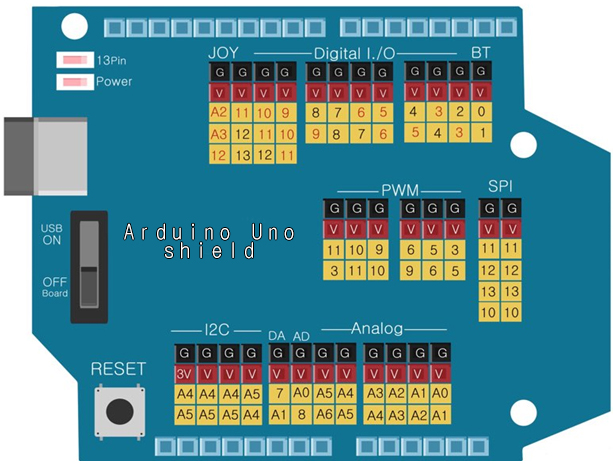 JOY Digital I./O BT
13Pin
Power
G G G G G G G G G G G G
V V V V V V V V V V V V
A2 11 10 9 8 7 6 5 4 3 2 0
A3 12 11 10 9 8 7 6 5 4 3 1
12 13 12 11
PWM SPI
G G G G G G G G
V V V V V V V V
11 10 9 6 5 3 11 11
3 11 10 9 6 5 12 12
13 13
10 10
USB
ON
OFF
Board
Arduino Uno
shield
I2C DA AD Analog
G G G G G G G G G G G G
3V V V V V V V V V V V V
A4 A4 A4 A5 7 A0 A5 A4 A3 A2 A1 A0
A5 A5 A5 A4 A1 8 A6 A5 A4 A3 A2 A1
RESET